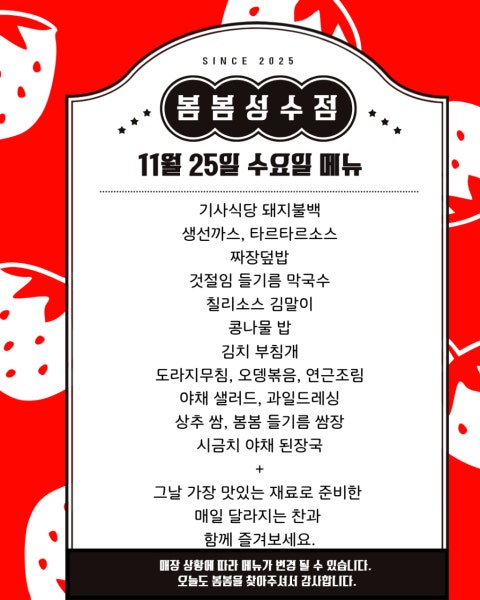 SINCE 2025
봄봄성수점
11월 25일 수요일 메뉴
기사식당 돼지불백
생선까스, 타르타르소스
짜장덮밥
겉절임 들기름 막국수
칠리소스 김말이
콩나물 밥
김치 부침개
도라지무침, 오뎅볶음, 연근조림
야채 샐러드, 과일드레싱
상추 쌈, 봄봄 들기름 쌈장
시금치 야채 된장국
+
그날 가장 맛있는 재료로 준비한
매일 달라지는 찬과
함께 즐겨보세요.
매장 상황에 따라 메뉴가 변경 될 수 있습니다.
오늘도 봄봄을 찾아주셔서 감사합니다.